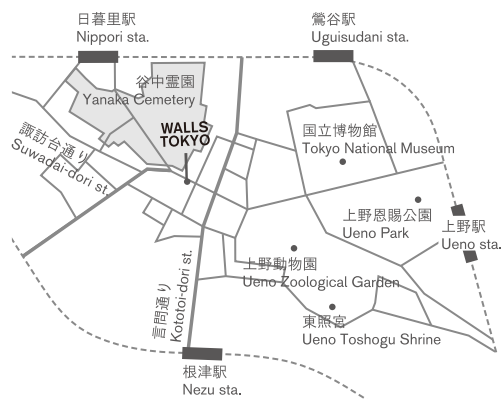 日暮里駅
Nippori sta.
鶯谷駅
Uguisudani sta.
谷中霊園
Yanaka Cemetery
WALLS
TOKYO
諏訪台通り
Suwadai-dori st.
国立博物館
Tokyo National Museum
上野恩賜公園
Ueno Park
上野駅
Ueno sta.
上野動物園
Ueno Zoological Garden
言問通り
Kototoi-dori st.
東照宮
Ueno Toshogu Shrine
根津駅
Nezu sta.